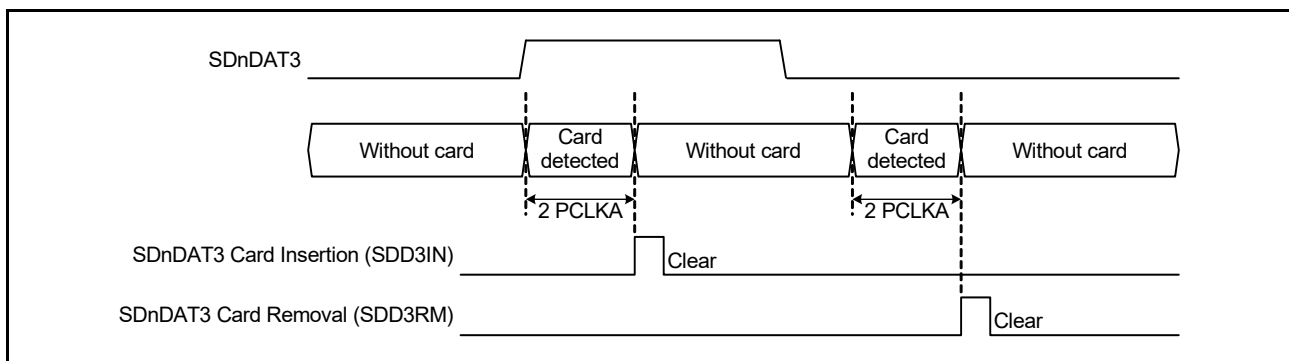 SDnDAT3
Without card
Card
detected
Without card
Card
detected
Without card
2 PCLKA
2 PCLKA
SDnDAT3 Card Insertion (SDD3IN)
Clear
SDnDAT3 Card Removal (SDD3RM)
Clear